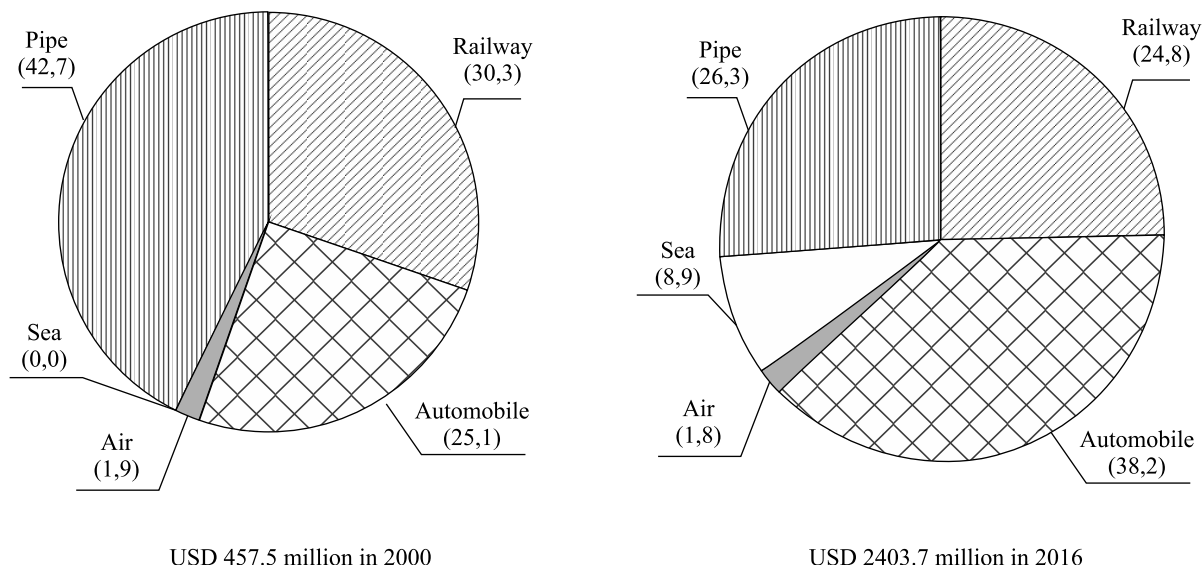 Pipe
(42,7)
Railway
(30,3)
Sea
(0,0)
Air
(1,9)
Automobile
(25,1)
USD 457.5 million in 2000
Pipe
(26,3)
Railway
(24,8)
Sea
(8,9)
Air
(1,8)
Automobile
(38,2)
USD 2403.7 million in 2016